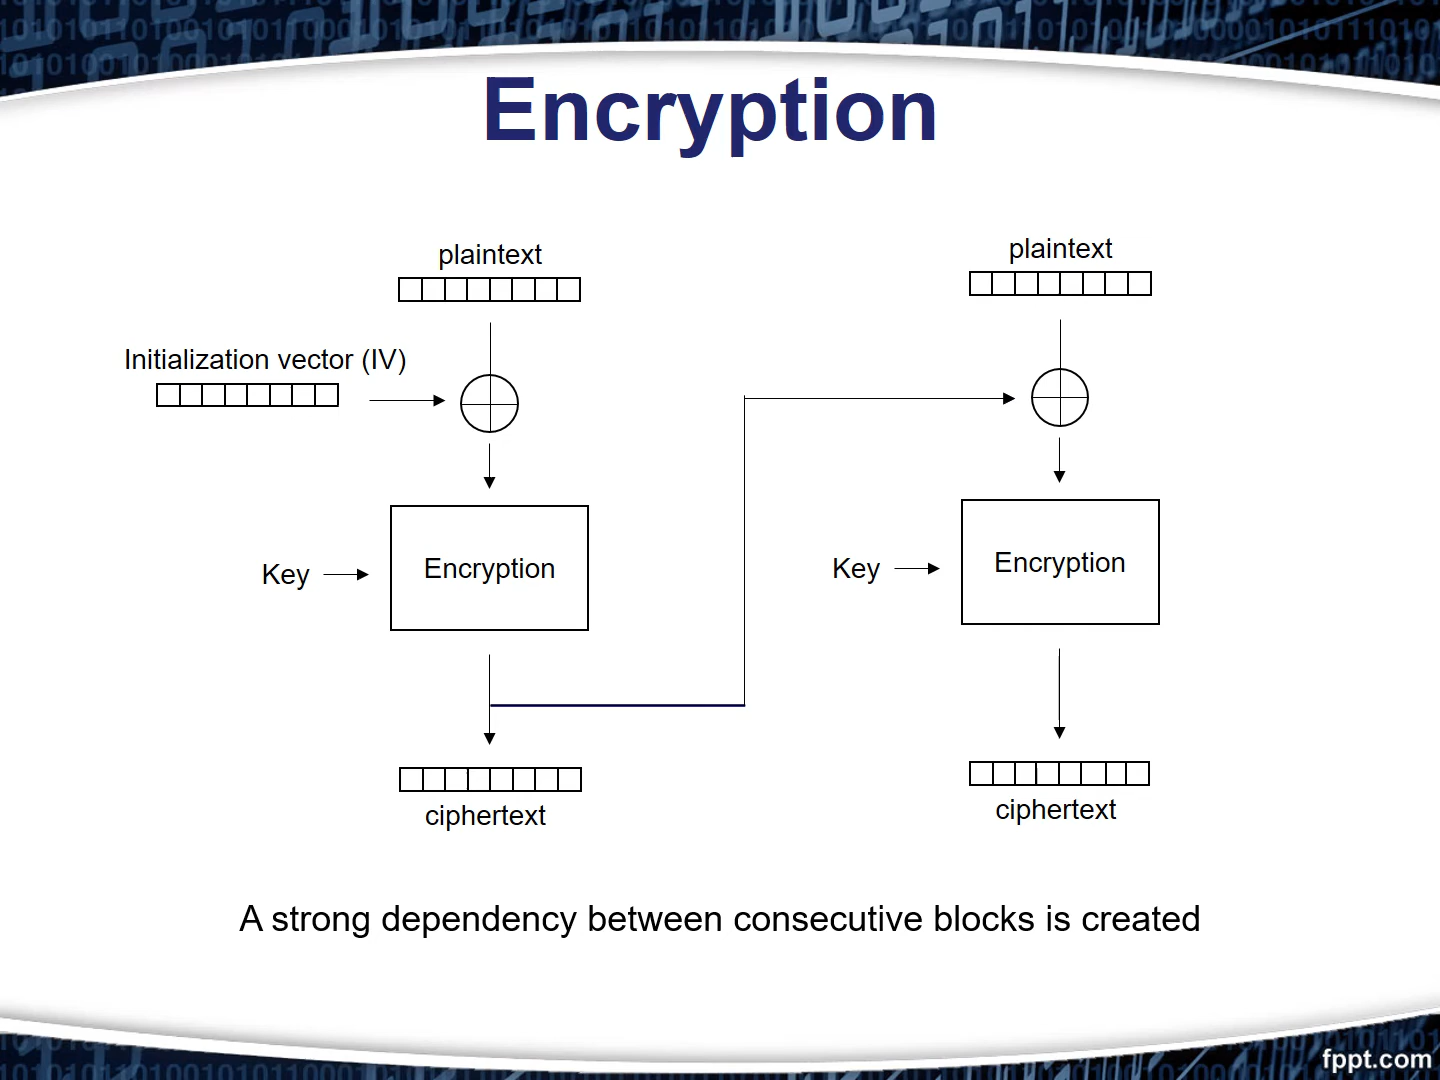 Encryption
plaintext
plaintext
Initialization vector (IV)
Key
Encryption
Key
Encryption
ciphertext
ciphertext
A strong dependency between consecutive blocks is created
fppt.com